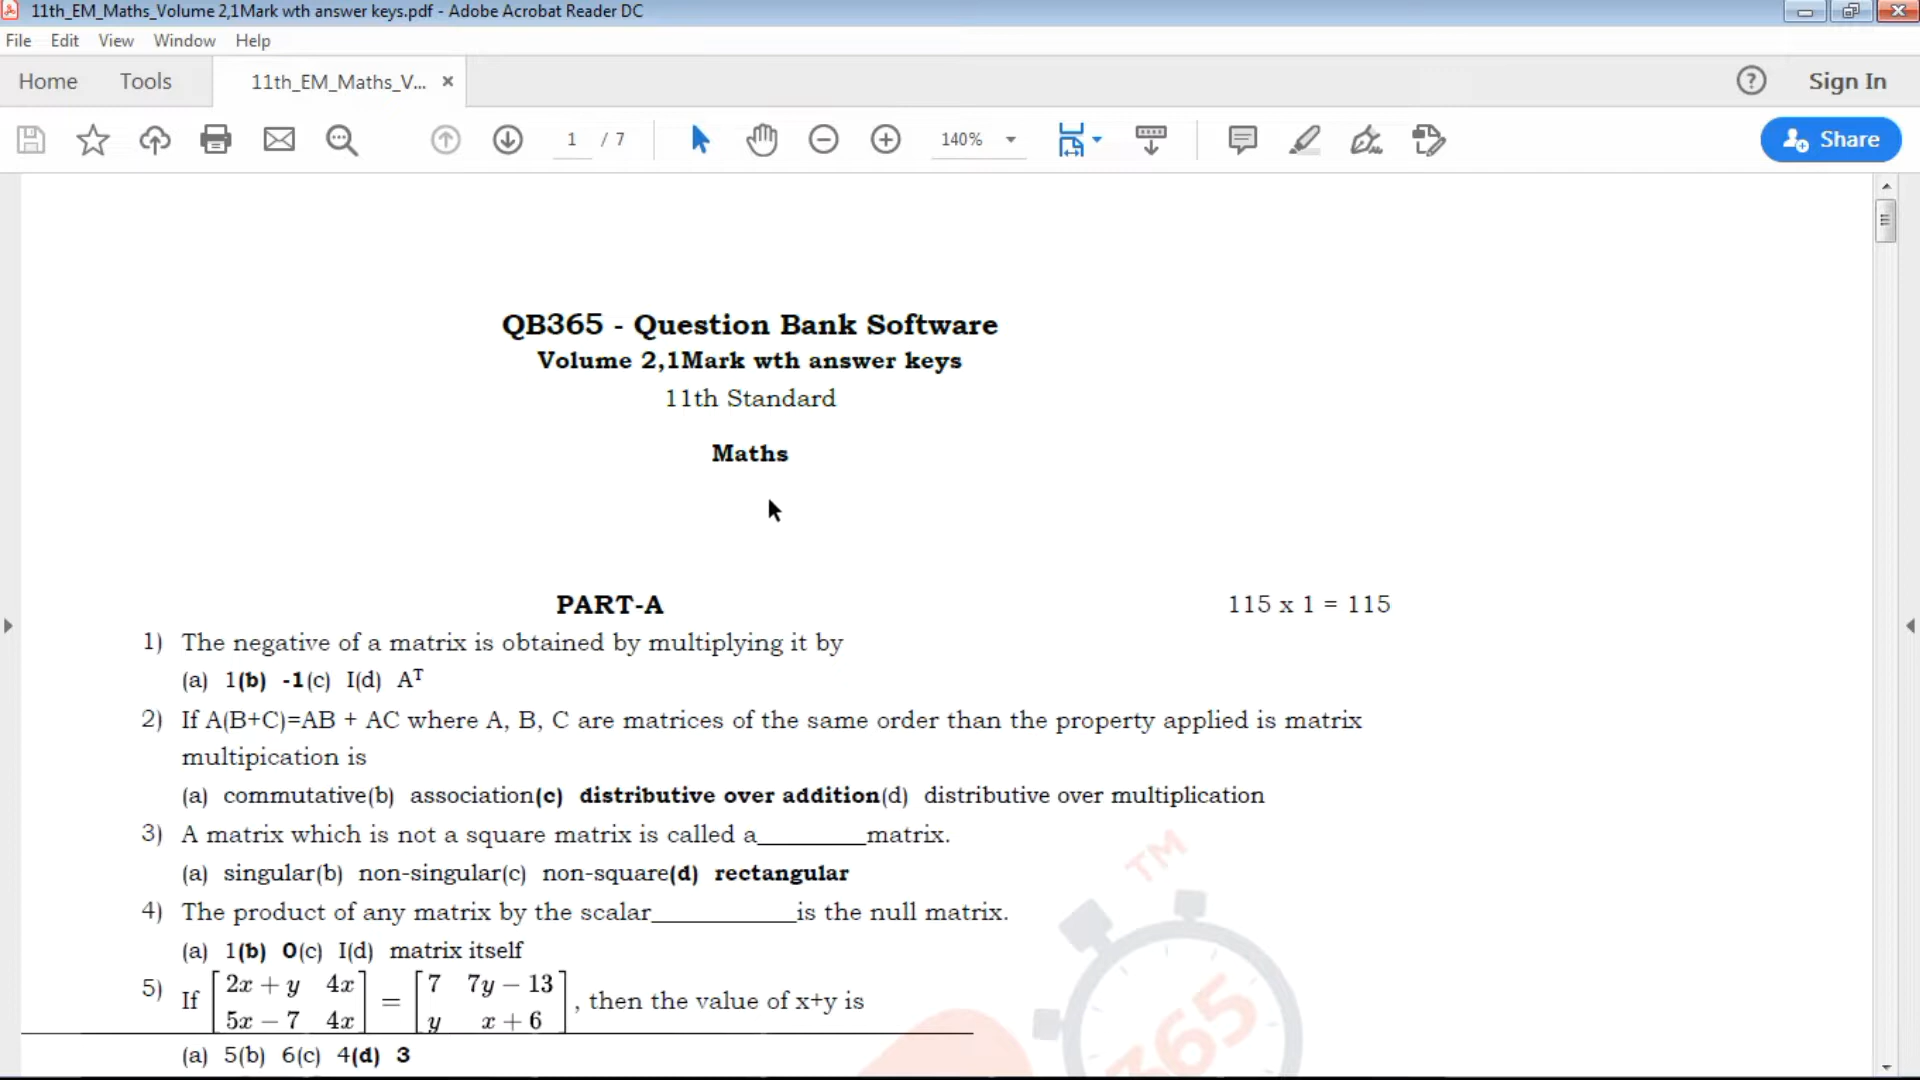 11th_EM_Maths_Volume 2,1Mark wth answer keys.pdf - Adobe Acrobat Reader DC
File Edit View Window Help
Home Tools 11th_EM_Maths_V... × ? Sign In
1 / 7 140% Share
QB365 - Question Bank Software
Volume 2,1Mark wth answer keys
11th Standard
Maths
PART-A 115 x 1 = 115
1) The negative of a matrix is obtained by multiplying it by
(a) 1(b) -1(c) I(d) Aᵀ
2) If A(B+C)=AB + AC where A, B, C are matrices of the same order than the property applied is matrix
multipication is
(a) commutative(b) association(c) distributive over addition(d) distributive over multiplication
3) A matrix which is not a square matrix is called a________matrix.
(a) singular(b) non-singular(c) non-square(d) rectangular
4) The product of any matrix by the scalar___________is the null matrix.
(a) 1(b) 0(c) I(d) matrix itself
5) If [2x + y 4x; 5x − 7 4x] = [7 7y − 13; y x + 6], then the value of x+y is
(a) 5(b) 6(c) 4(d) 3
TM
365